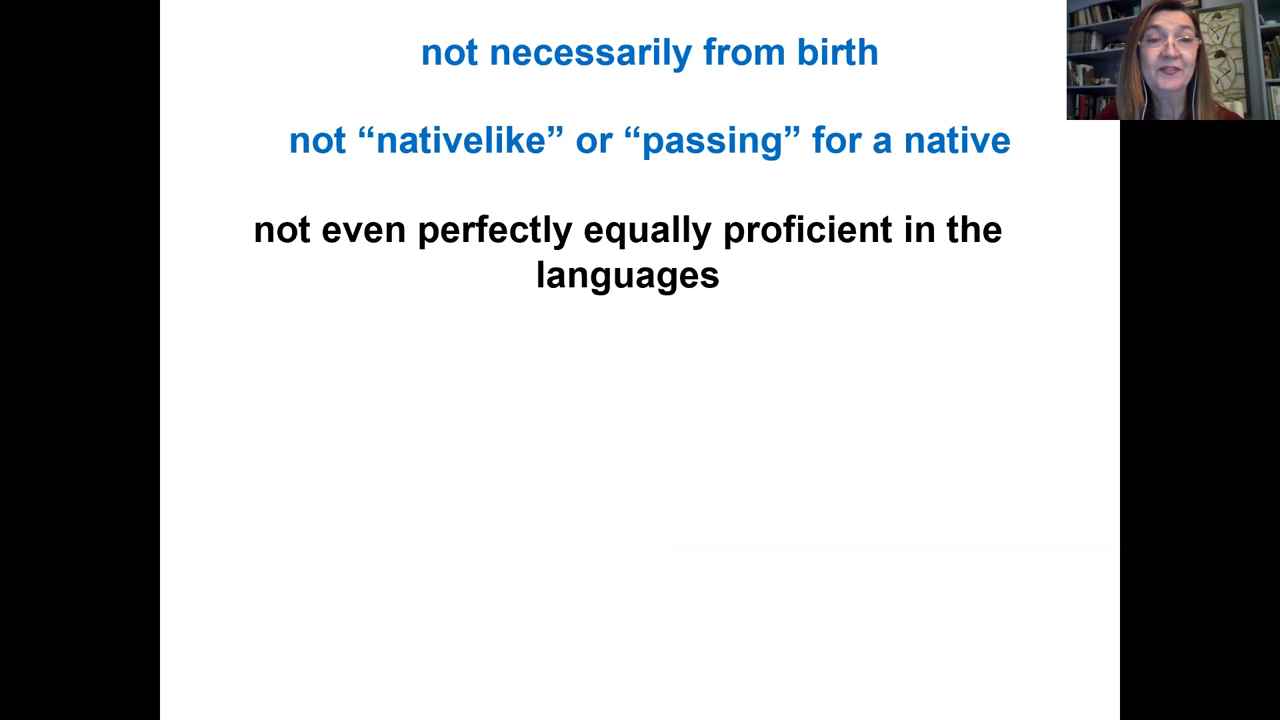 not necessarily from birth
not “nativelike” or “passing” for a native
not even perfectly equally proficient in the
languages